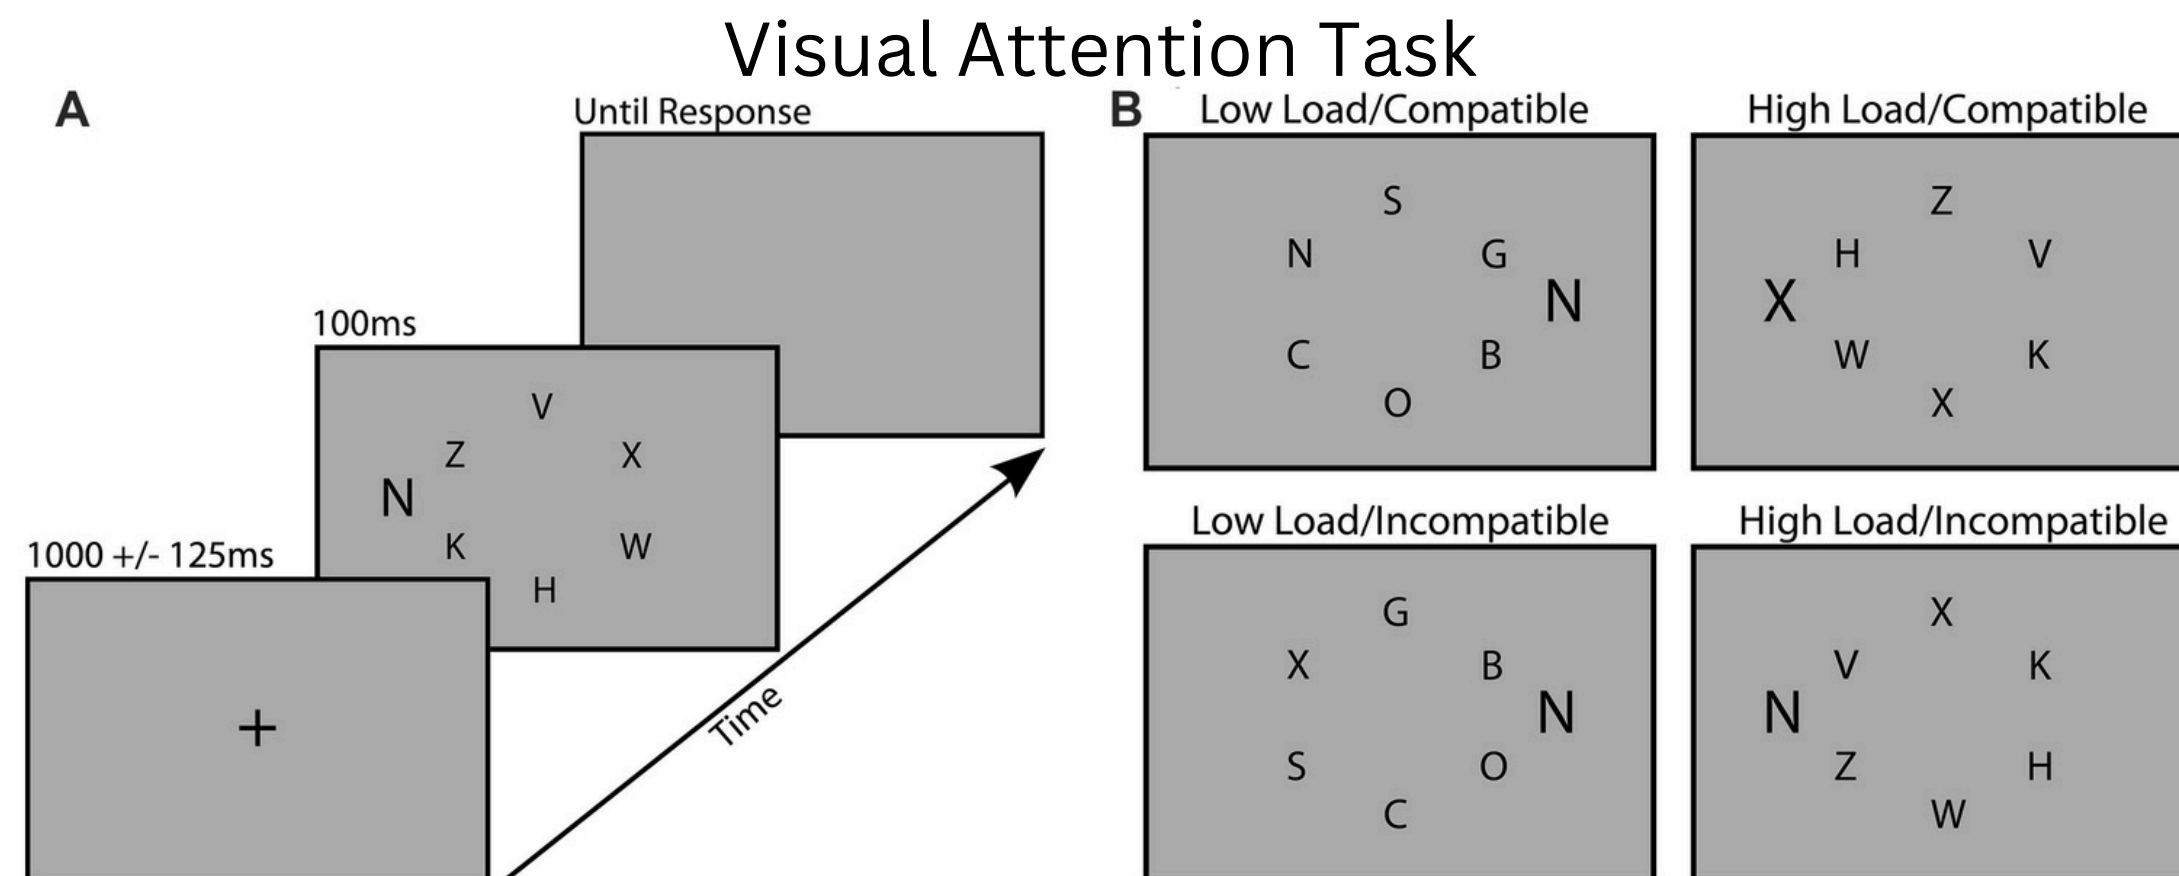 Visual Attention Task
A
Until Response
100ms
V
Z X
N
K W
H
1000 +/- 125ms
+
Time
B
Low Load/Compatible
S
N G
N
C B
O
High Load/Compatible
Z
H V
X
W K
X
Low Load/Incompatible
G
X B
N
S O
C
High Load/Incompatible
X
V K
N
Z H
W